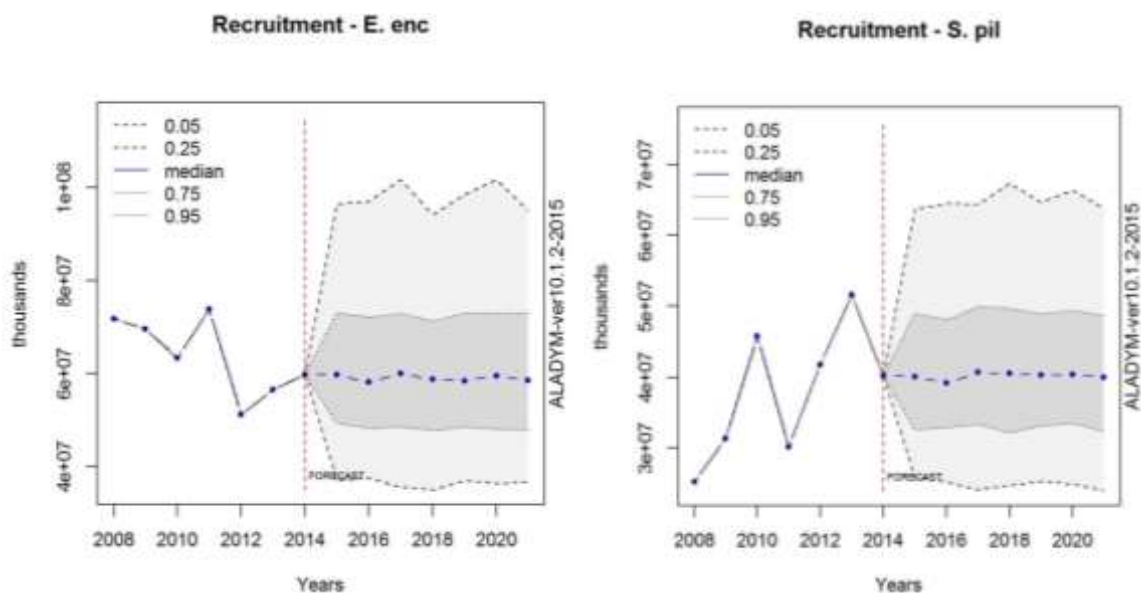 Recruitment - E. enc
0.05
0.25
median
0.75
0.95
thousands
1e+08
8e+07
6e+07
4e+07
FORECAST
2008 2010 2012 2014 2016 2018 2020
Years
ALADYM-ver10.1.2-2015
Recruitment - S. pil
0.05
0.25
median
0.75
0.95
thousands
7e+07
6e+07
5e+07
4e+07
3e+07
FORECAST
2008 2010 2012 2014 2016 2018 2020
Years
ALADYM-ver10.1.2-2015